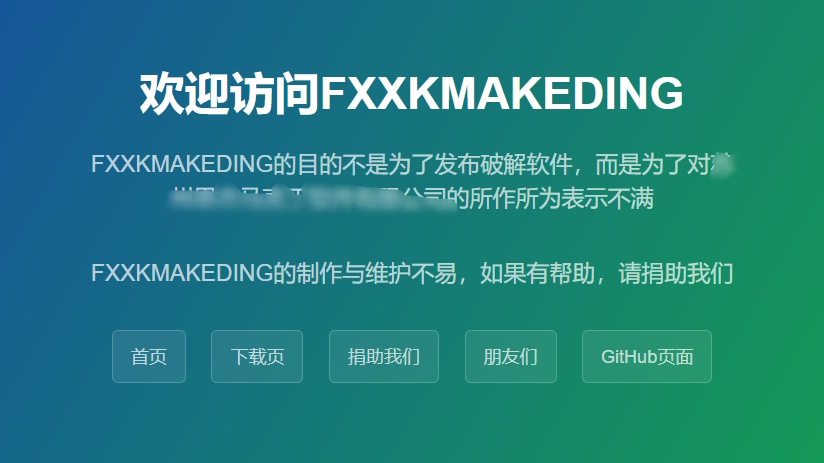 欢迎访问FXXKMAKEDING
FXXKMAKEDING的目的不是为了发布破解软件，而是为了对
公司的所作所为表示不满
FXXKMAKEDING的制作与维护不易，如果有帮助，请捐助我们
首页 下载页 捐助我们 朋友们 GitHub页面